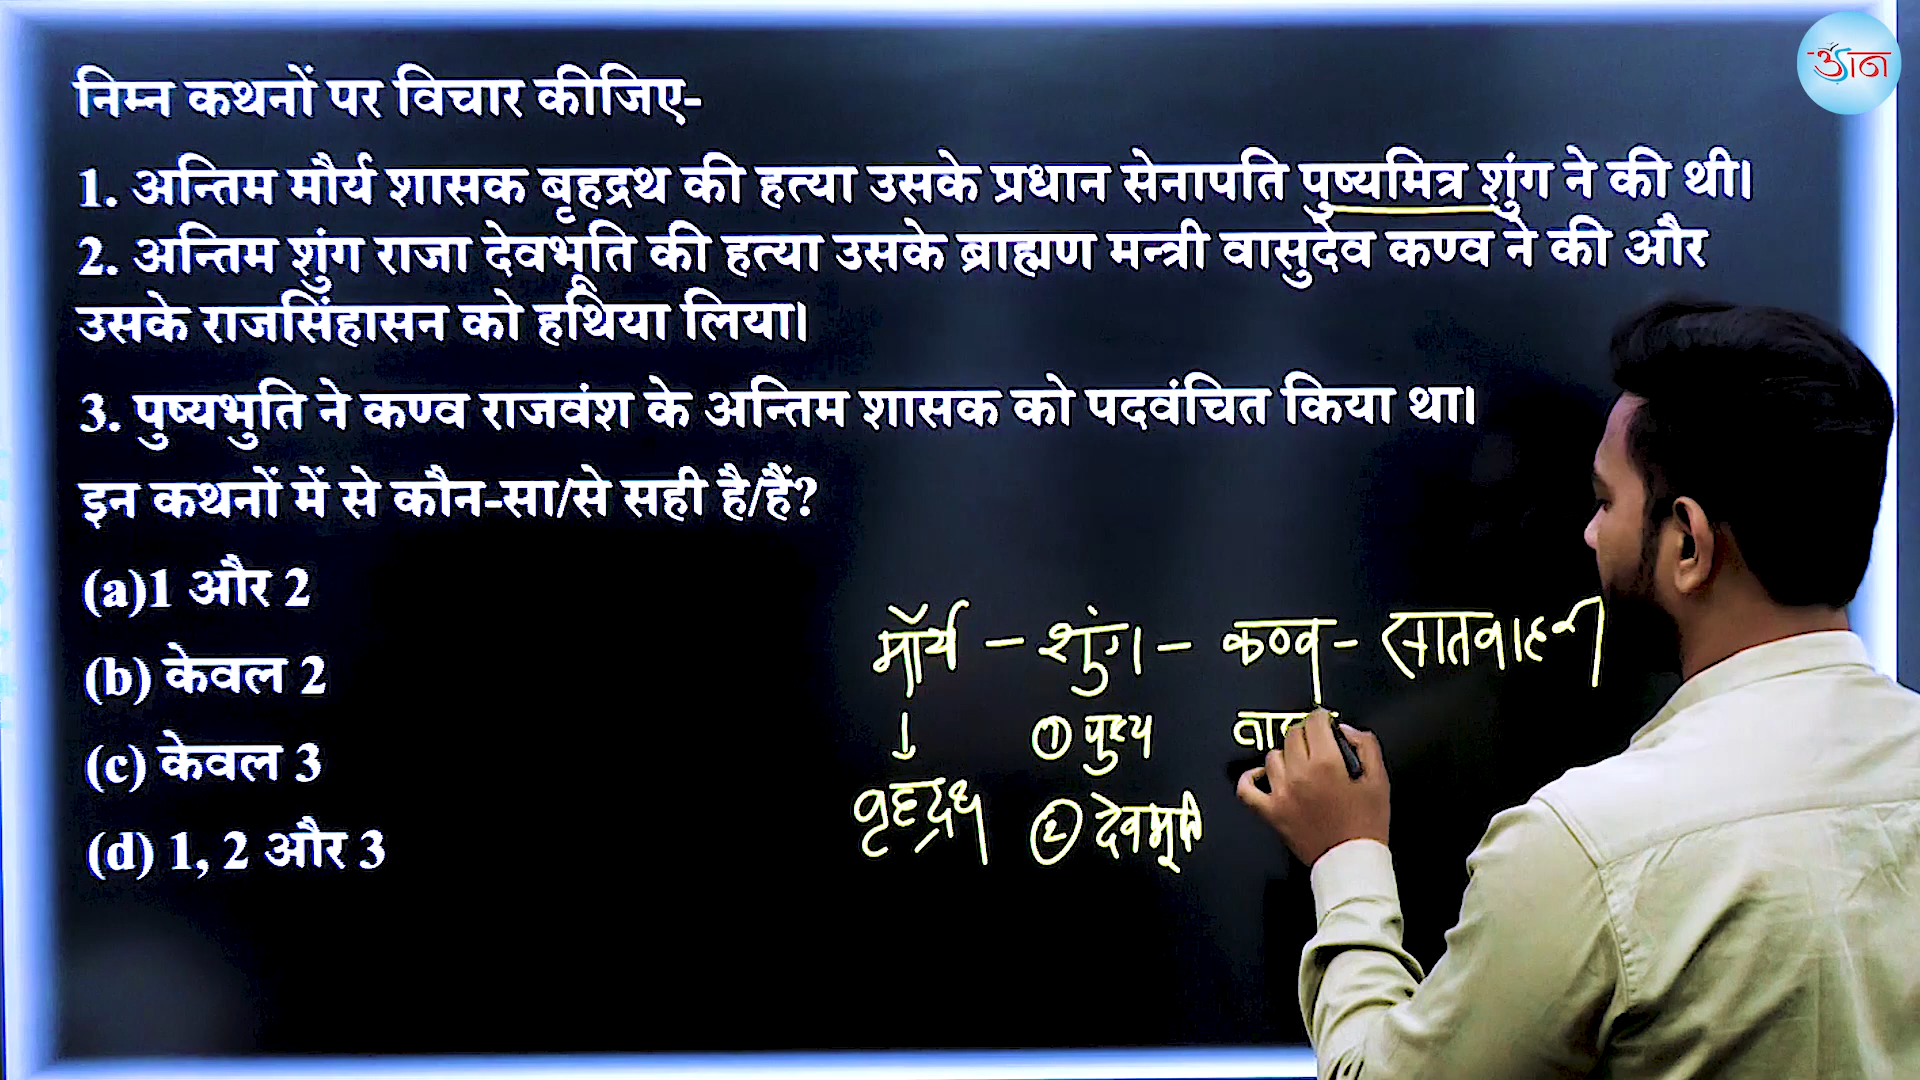 ॐज्ञान
निम्न कथनों पर विचार कीजिए-
1. अन्तिम मौर्य शासक बृहद्रथ की हत्या उसके प्रधान सेनापति पुष्यमित्र शुंग ने की थी।
2. अन्तिम शुंग राजा देवभूति की हत्या उसके ब्राह्मण मन्त्री वासुदेव कण्व ने की और
उसके राजसिंहासन को हथिया लिया।
3. पुष्यभुति ने कण्व राजवंश के अन्तिम शासक को पदवंचित किया था।
इन कथनों में से कौन-सा/से सही है/हैं?
(a)1 और 2
(b) केवल 2
(c) केवल 3
(d) 1, 2 और 3
मौर्य – शुंग – कण्व – सातवाहन
① पुष्य
बृहद्रथ ② देवभूति